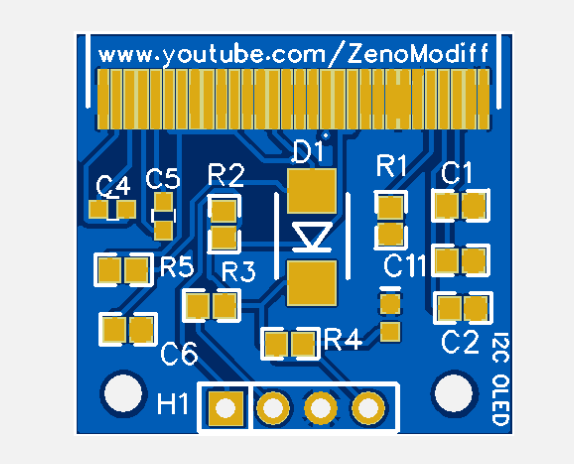 www.youtube.com/ZenoModiff
D1
C4
C5
R2
R1
C1
R5
R3
C11
C6
R4
C2
I2C OLED
H1